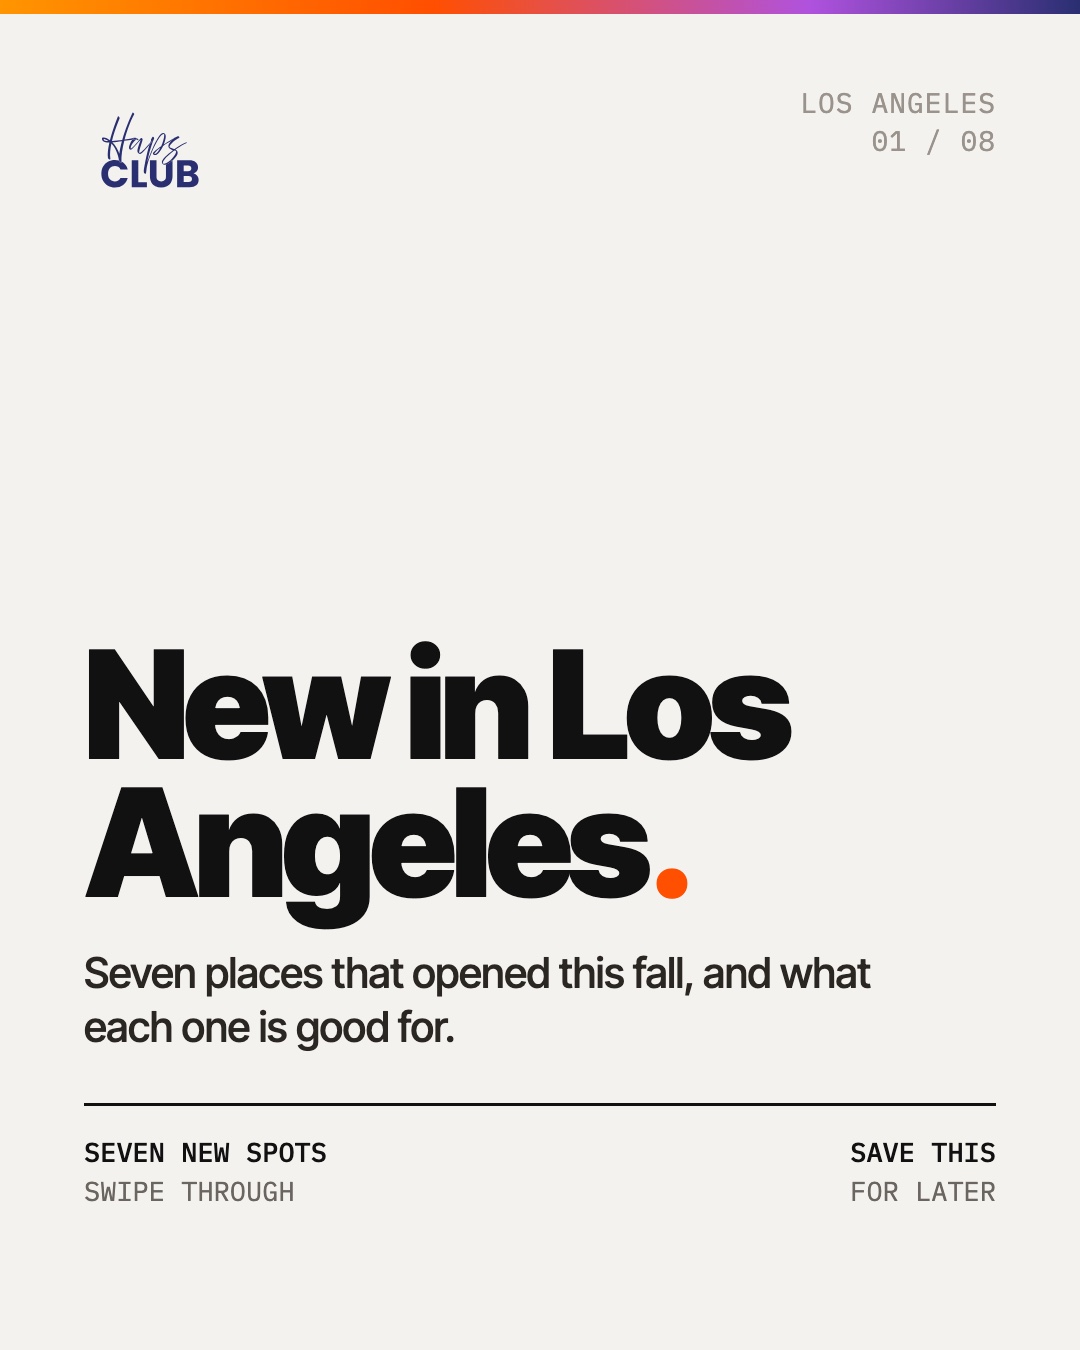 Haps
CLUB
LOS ANGELES
01 / 08
New in Los
Angeles.
Seven places that opened this fall, and what
each one is good for.
SEVEN NEW SPOTS
SWIPE THROUGH
SAVE THIS
FOR LATER